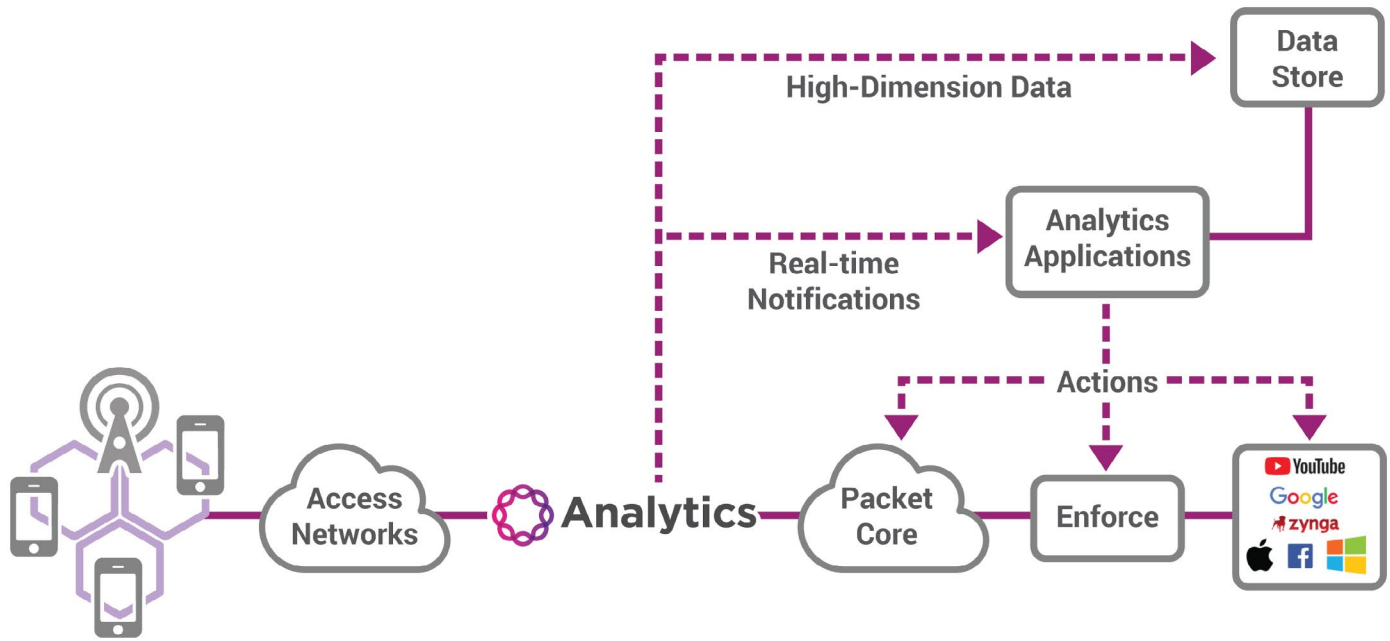 Data
Store
High-Dimension Data
Analytics
Applications
Real-time
Notifications
Actions
Access
Networks
Analytics
Packet
Core
Enforce
YouTube
Google
zynga